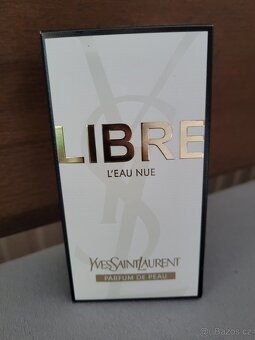 LIBRE
L'EAU NUE
YVESSAINTLAURENT
PARFUM DE PEAU
Bazos.cz